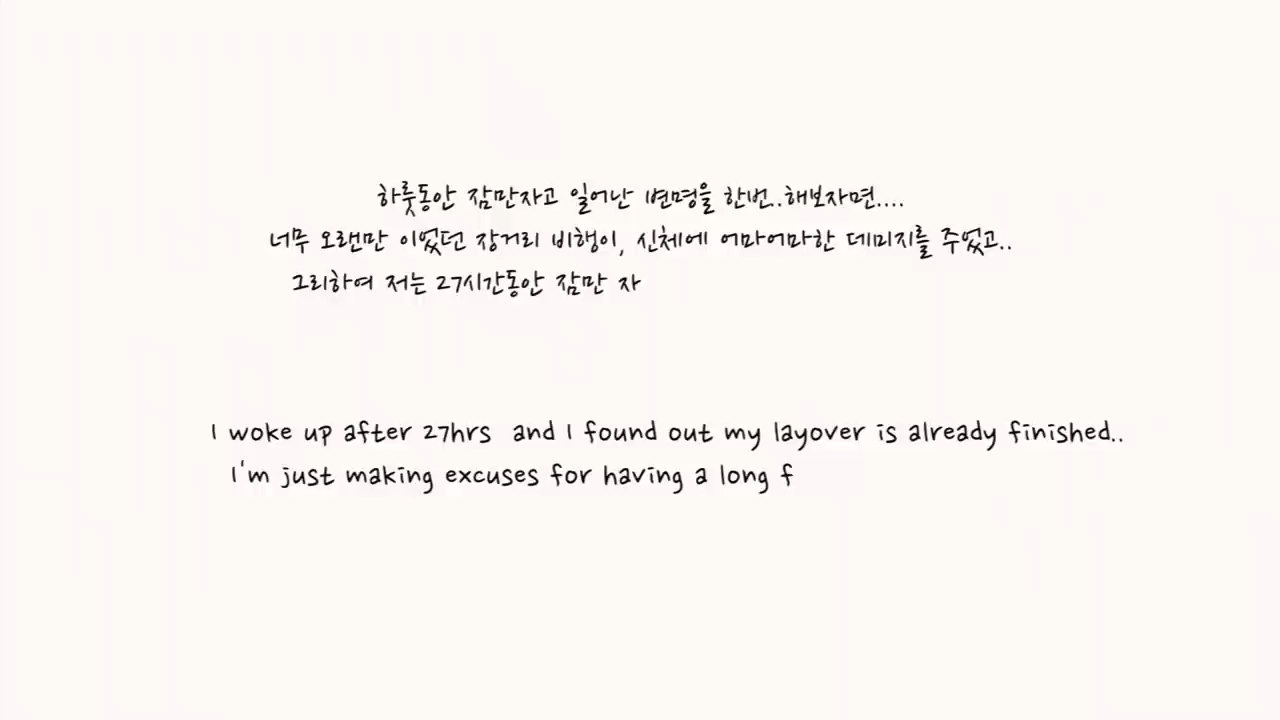 하룻동안 잠만자고 일어난 변명을 한번..해보자면....
너무 오랜만 이었던 장거리 비행이, 신체에 어마어마한 데미지를 주었고..
그리하여 저는 27시간동안 잠만 자
I woke up after 27hrs and I found out my layover is already finished..
I'm just making excuses for having a long f